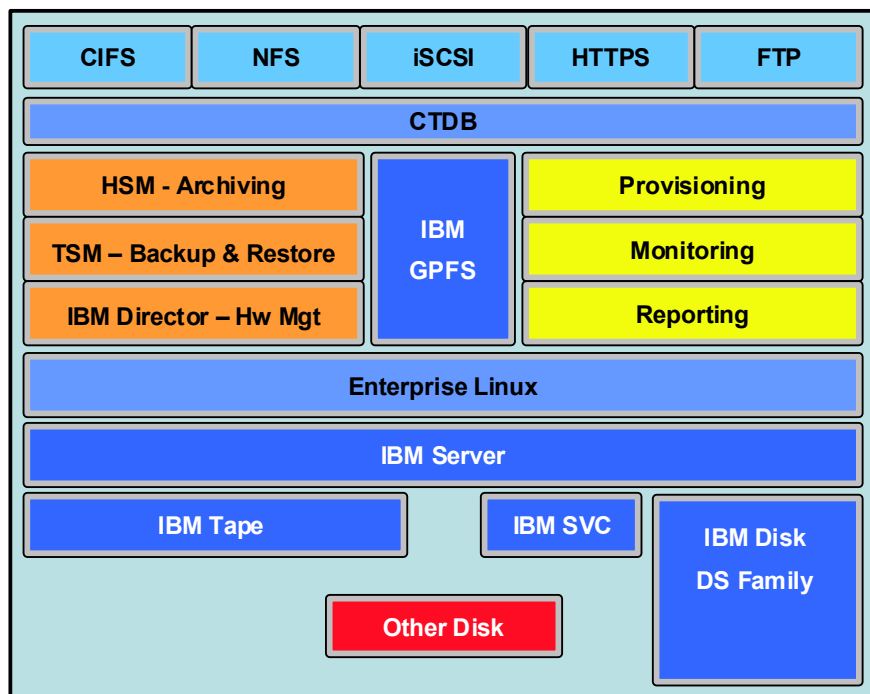 CIFS
NFS
iSCSI
HTTPS
FTP
CTDB
HSM - Archiving
TSM – Backup & Restore
IBM Director – Hw Mgt
IBM
GPFS
Provisioning
Monitoring
Reporting
Enterprise Linux
IBM Server
IBM Tape
IBM SVC
IBM Disk
DS Family
Other Disk